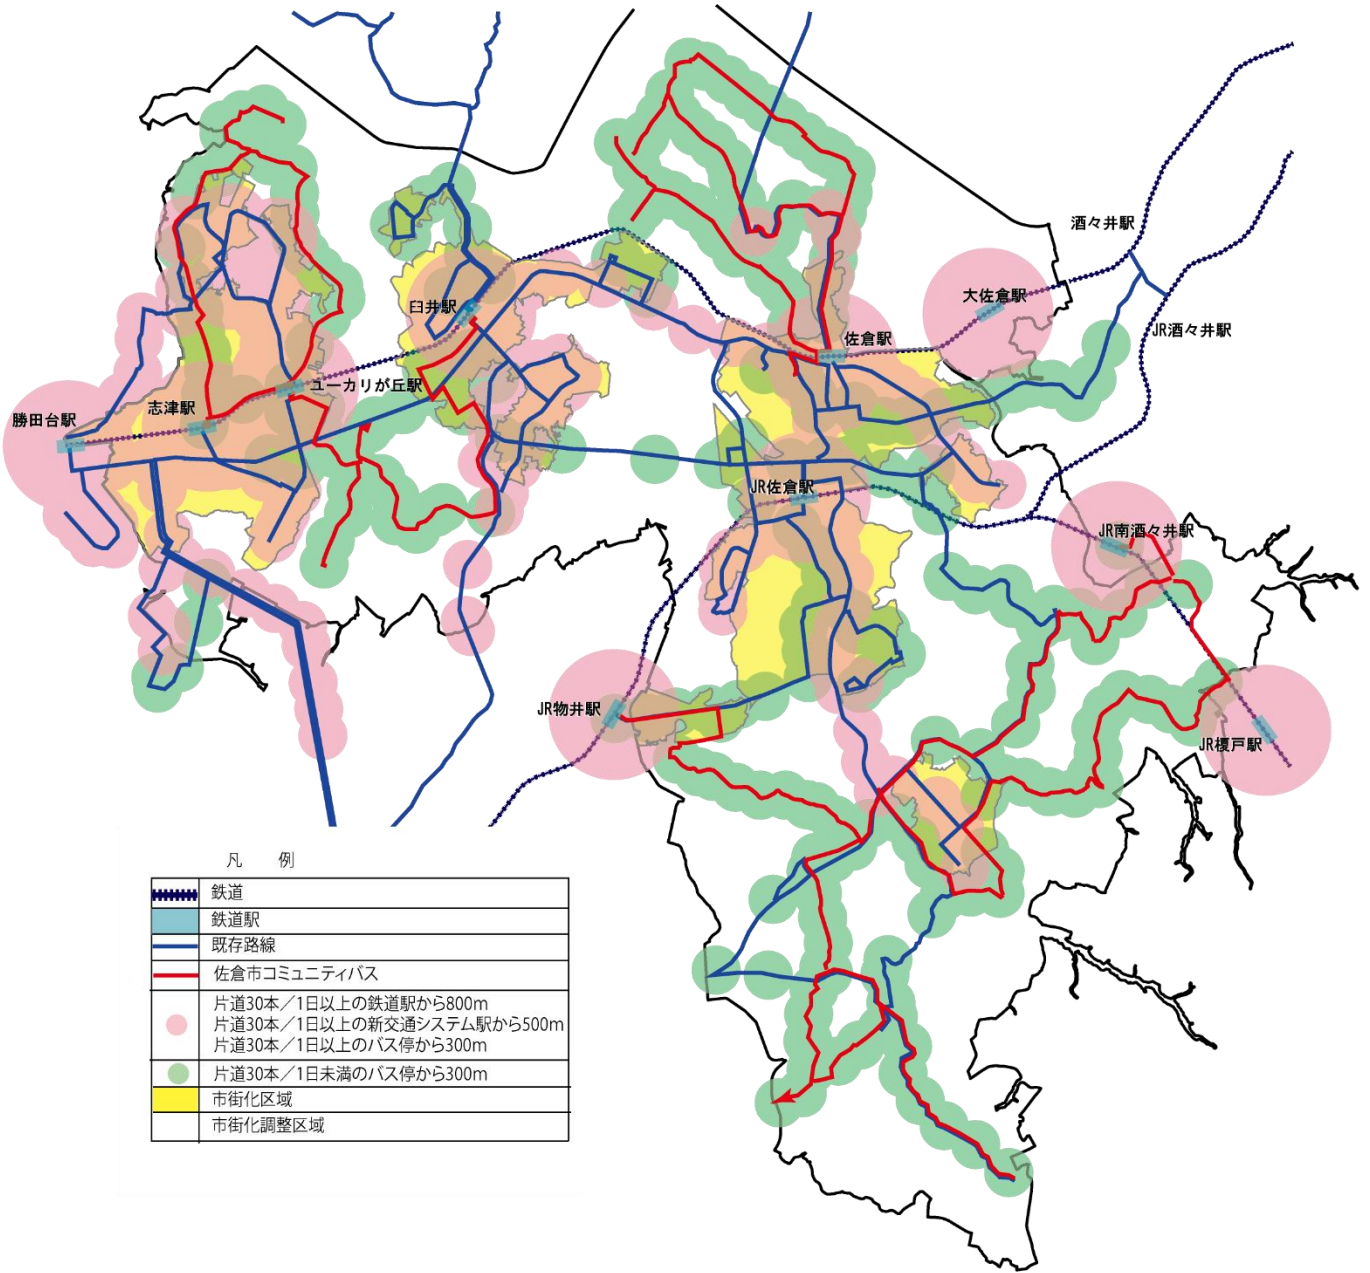 酒々井駅
大佐倉駅
臼井駅
JR酒々井駅
佐倉駅
ユーカリが丘駅
志津駅
勝田台駅
JR佐倉駅
JR南酒々井駅
JR物井駅
JR榎戸駅
凡 例
鉄道
鉄道駅
既存路線
佐倉市コミュニティバス
片道30本／1日以上の鉄道駅から800m
片道30本／1日以上の新交通システム駅から500m
片道30本／1日以上のバス停から300m
片道30本／1日未満のバス停から300m
市街化区域
市街化調整区域